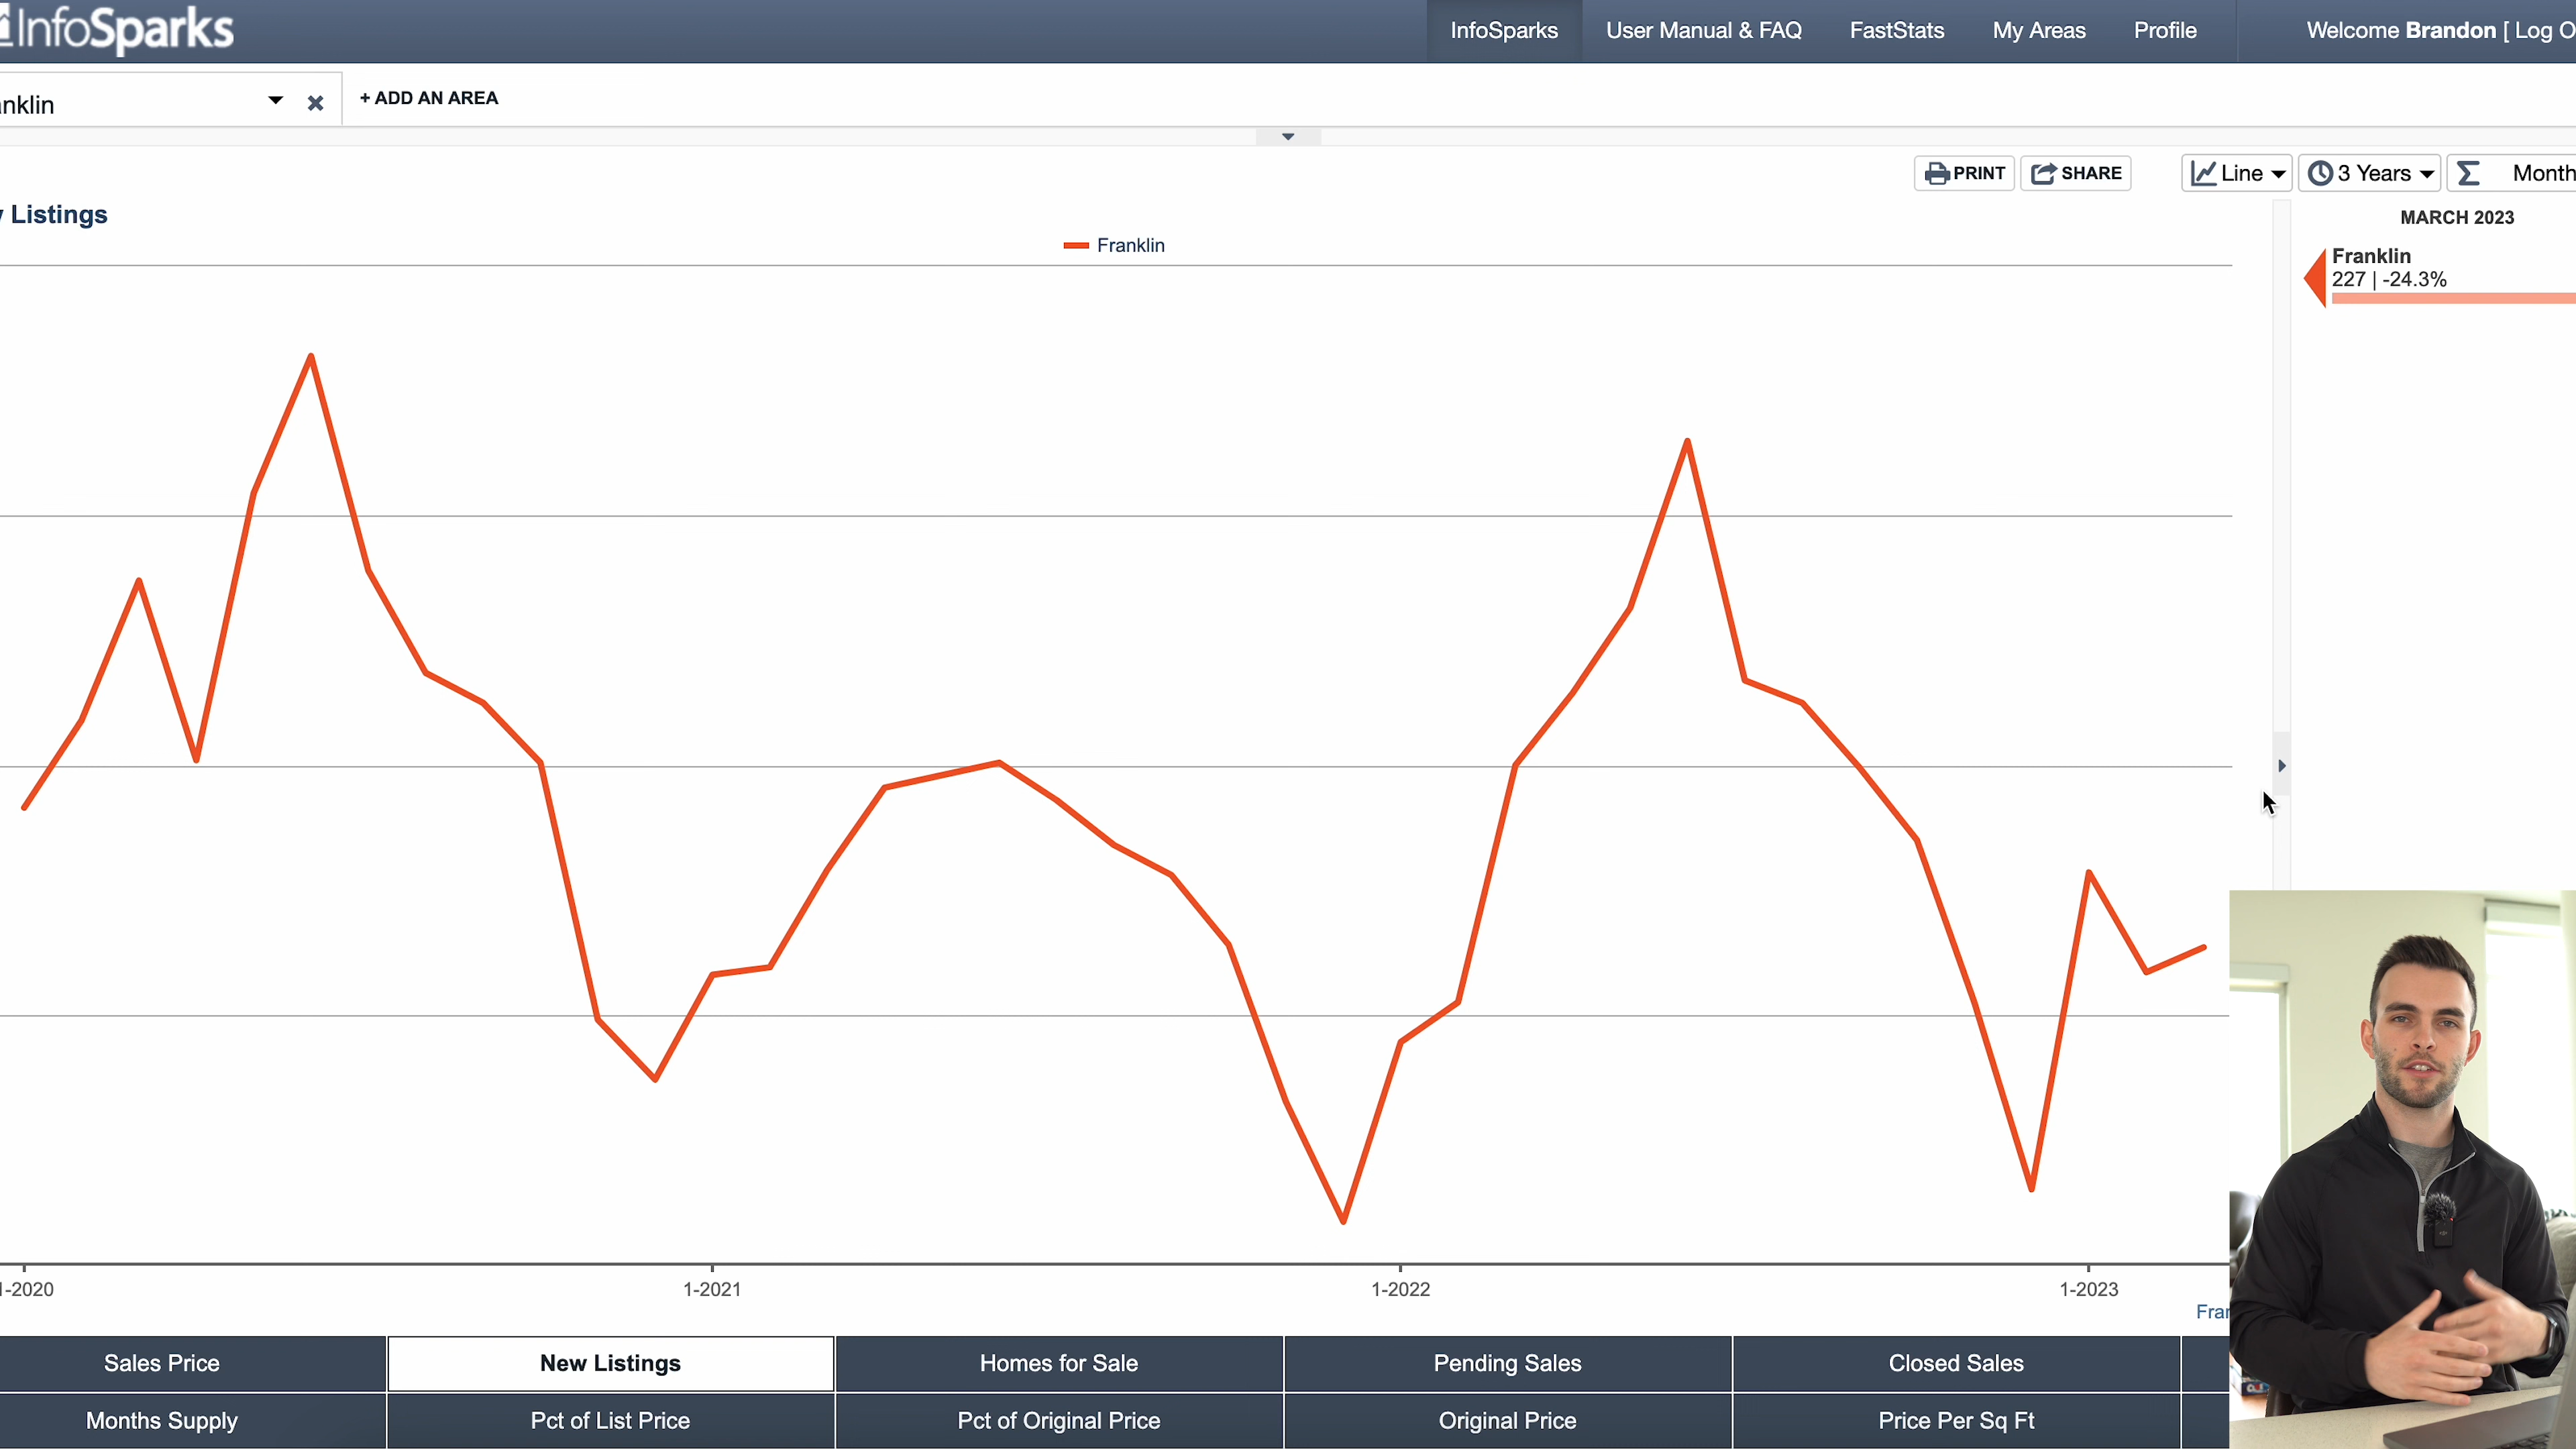 InfoSparks
InfoSparks
User Manual & FAQ
FastStats
My Areas
Profile
Welcome Brandon [ Log O
nklin
+ ADD AN AREA
PRINT
SHARE
Line
3 Years
Month
Listings
Franklin
MARCH 2023
Franklin
227 | -24.3%
1-2020
1-2021
1-2022
1-2023
Fran
Sales Price
New Listings
Homes for Sale
Pending Sales
Closed Sales
Months Supply
Pct of List Price
Pct of Original Price
Original Price
Price Per Sq Ft